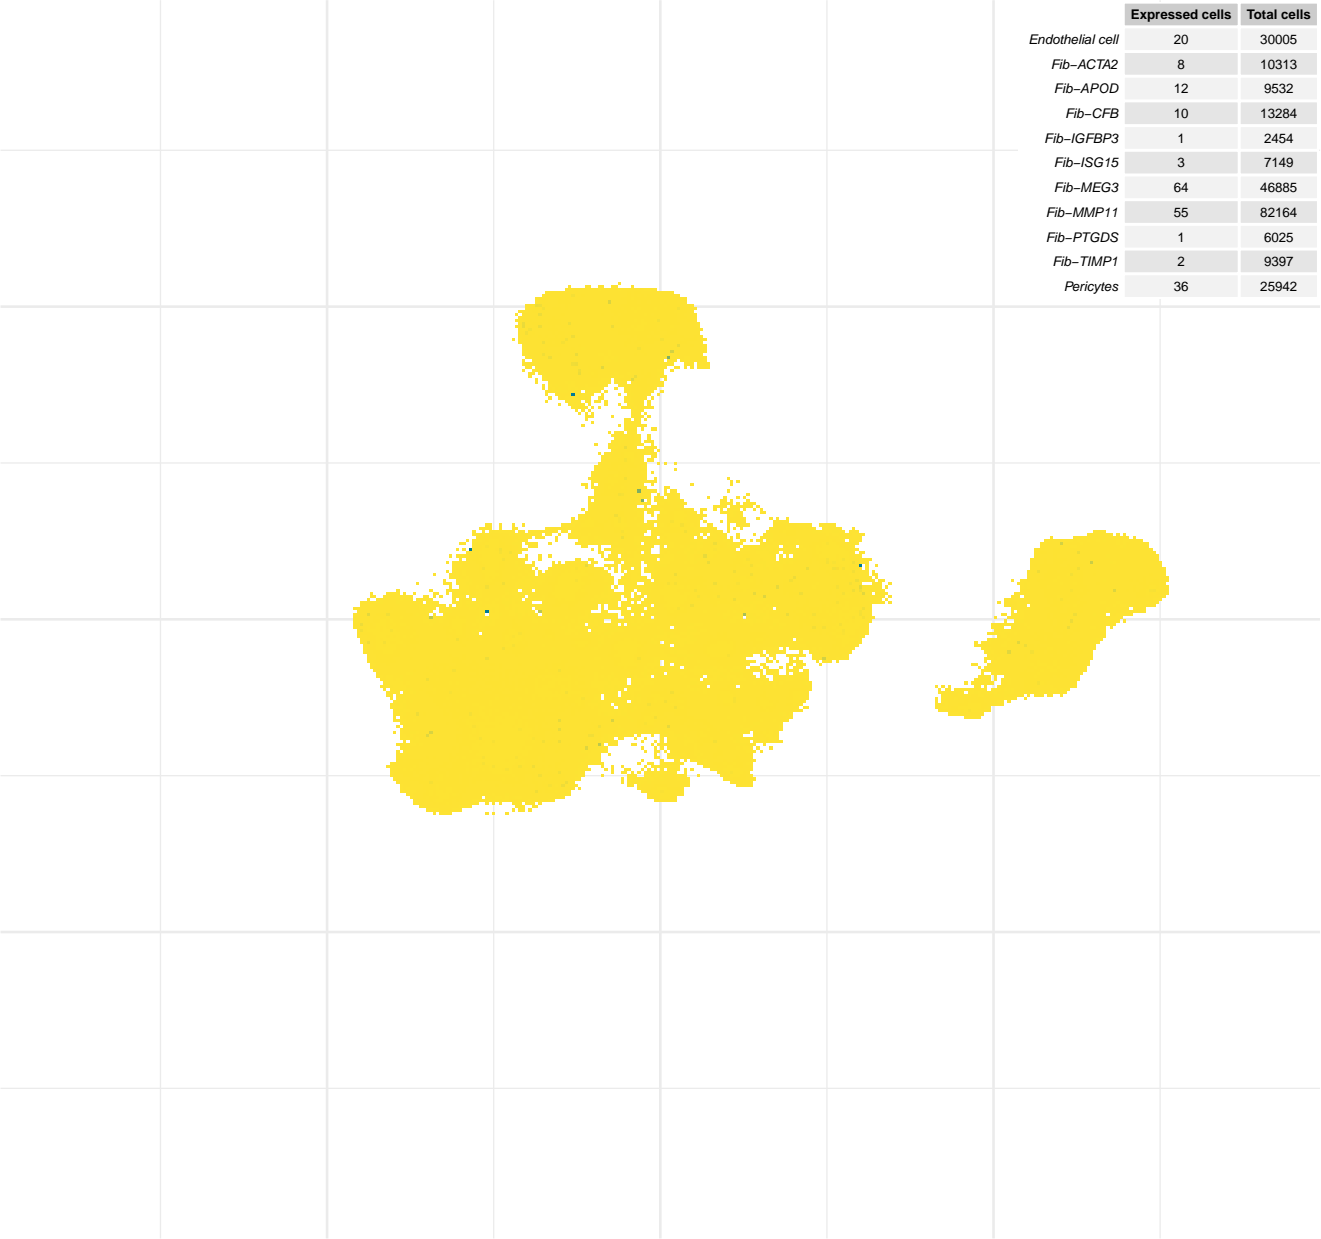 Expressed cells Total cells
Endothelial cell 20 30005
Fib−ACTA2 8 10313
Fib−APOD 12 9532
Fib−CFB 10 13284
Fib−IGFBP3 1 2454
Fib−ISG15 3 7149
Fib−MEG3 64 46885
Fib−MMP11 55 82164
Fib−PTGDS 1 6025
Fib−TIMP1 2 9397
Pericytes 36 25942